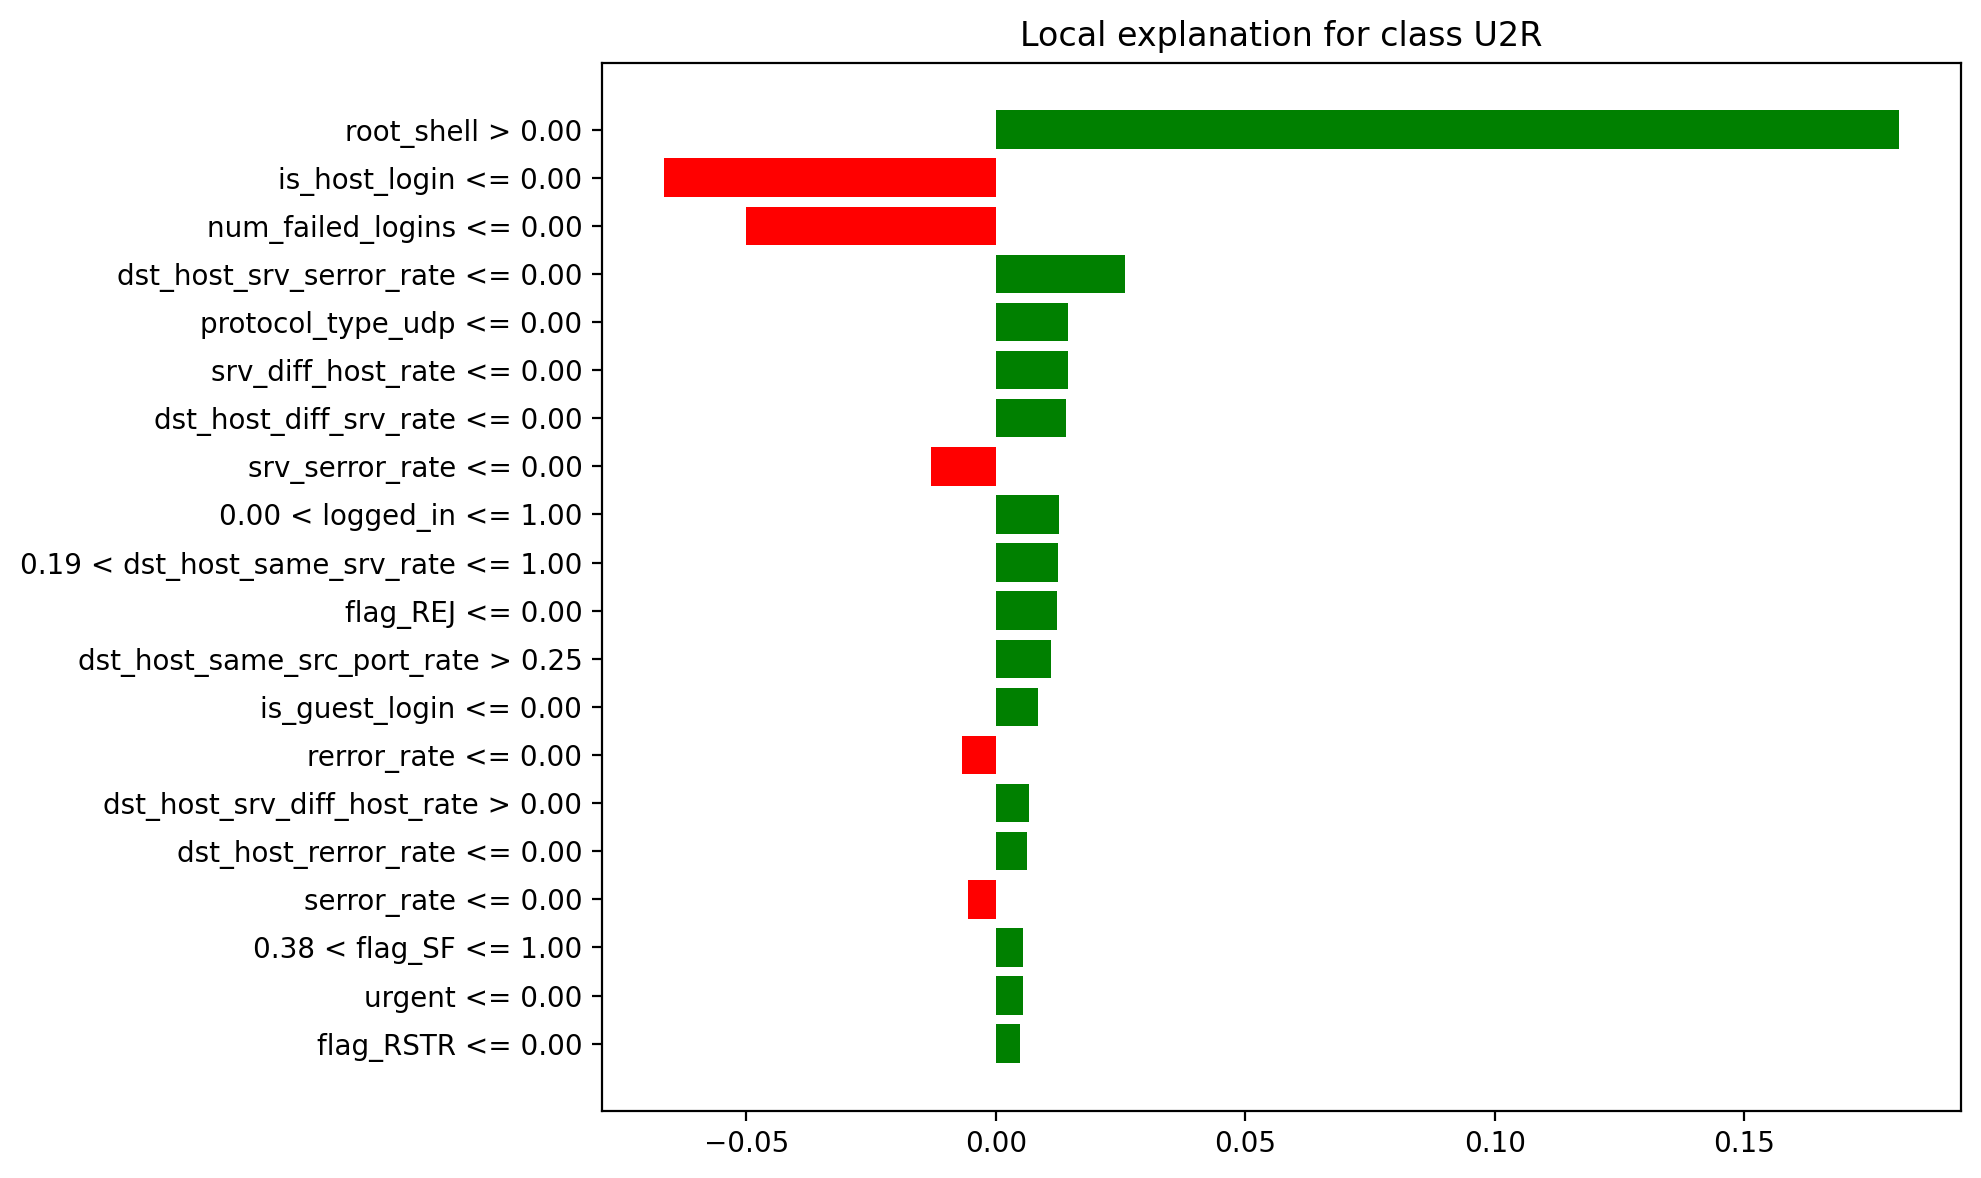 Local explanation for class U2R
root_shell > 0.00
is_host_login <= 0.00
num_failed_logins <= 0.00
dst_host_srv_serror_rate <= 0.00
protocol_type_udp <= 0.00
srv_diff_host_rate <= 0.00
dst_host_diff_srv_rate <= 0.00
srv_serror_rate <= 0.00
0.00 < logged_in <= 1.00
0.19 < dst_host_same_srv_rate <= 1.00
flag_REJ <= 0.00
dst_host_same_src_port_rate > 0.25
is_guest_login <= 0.00
rerror_rate <= 0.00
dst_host_srv_diff_host_rate > 0.00
dst_host_rerror_rate <= 0.00
serror_rate <= 0.00
0.38 < flag_SF <= 1.00
urgent <= 0.00
flag_RSTR <= 0.00
−0.05 0.00 0.05 0.10 0.15